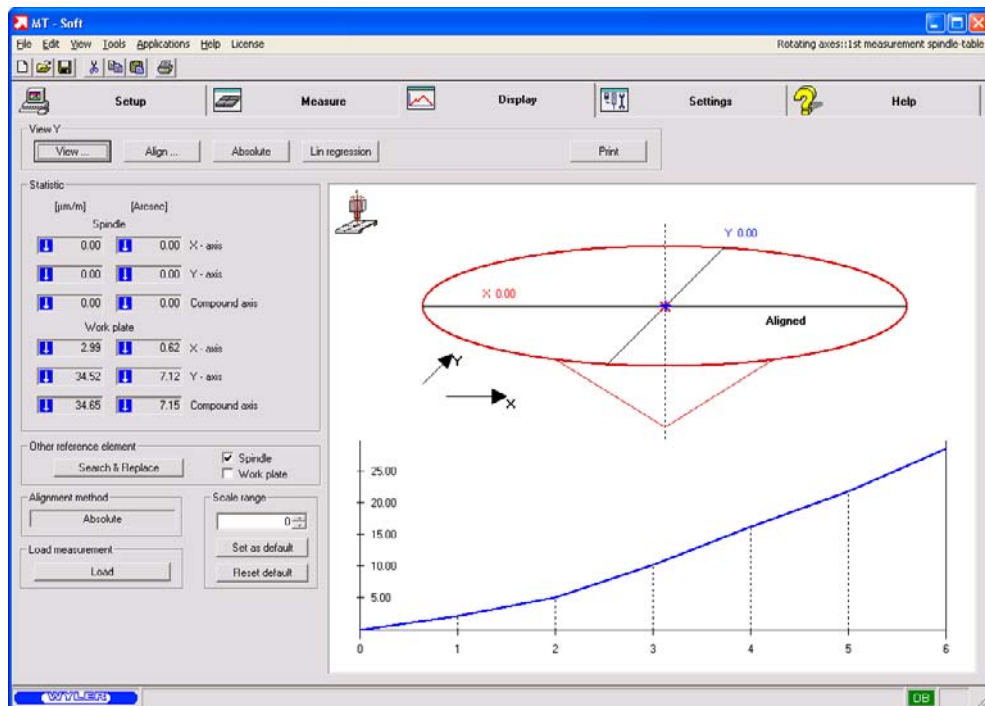 MT - Soft
File Edit View Tools Applications Help License
Rotating axes::1st measurement spindle-table
Setup
Measure
Display
Settings
Help
View Y
View ...
Align ...
Absolute
Lin regression
Print
Statistic
[µm/m] [Arcsec]
Spindle
0.00 0.00 X - axis
0.00 0.00 Y - axis
0.00 0.00 Compound axis
Work plate
2.99 0.62 X - axis
34.52 7.12 Y - axis
34.65 7.15 Compound axis
Other reference element
Search & Replace
Spindle
Work plate
Alignment method
Absolute
Scale range
0
Set as default
Reset default
Load measurement
Load
Y 0.00
X 0.00
Aligned
Y
X
25.00
20.00
15.00
10.00
5.00
0 1 2 3 4 5 6
WYLER
DB